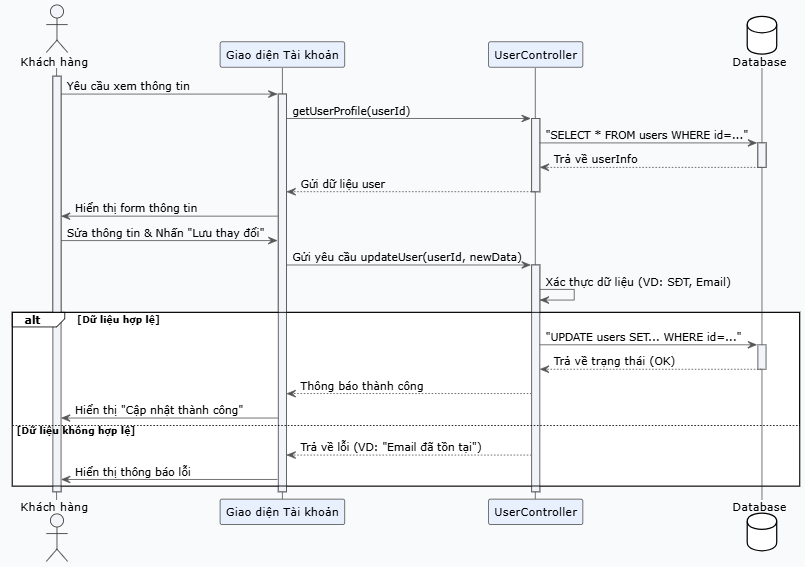 Khách hàng
Giao diện Tài khoản
UserController
Database
Yêu cầu xem thông tin
getUserProfile(userId)
"SELECT * FROM users WHERE id=..."
Trả về userInfo
Gửi dữ liệu user
Hiển thị form thông tin
Sửa thông tin & Nhấn "Lưu thay đổi"
Gửi yêu cầu updateUser(userId, newData)
Xác thực dữ liệu (VD: SĐT, Email)
alt [Dữ liệu hợp lệ]
"UPDATE users SET... WHERE id=..."
Trả về trạng thái (OK)
Thông báo thành công
Hiển thị "Cập nhật thành công"
[Dữ liệu không hợp lệ]
Trả về lỗi (VD: "Email đã tồn tại")
Hiển thị thông báo lỗi
Khách hàng
Giao diện Tài khoản
UserController
Database